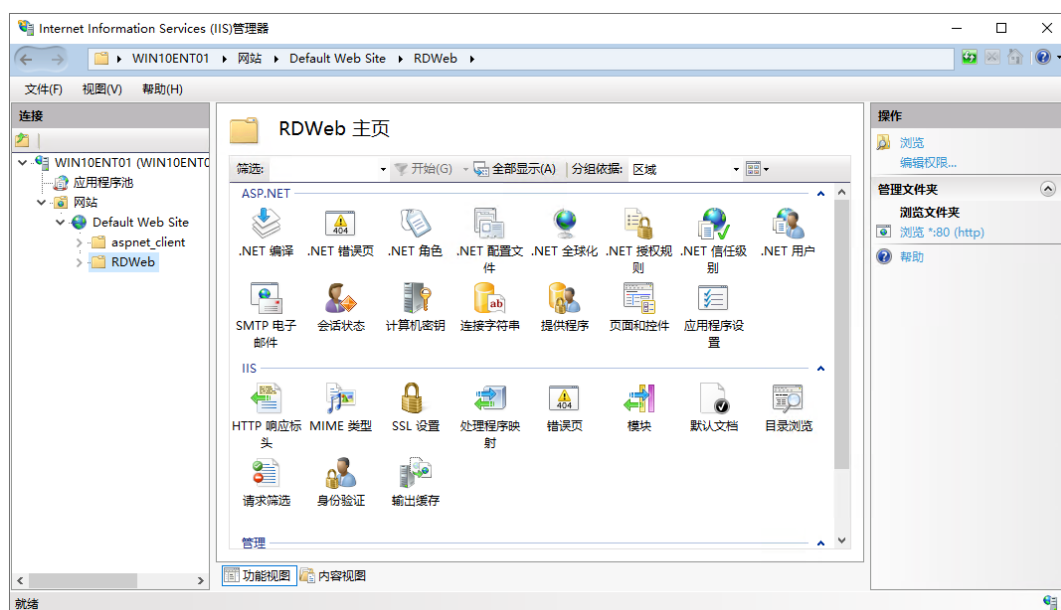 Internet Information Services (IIS)管理器
WIN10ENT01 网站 Default Web Site RDWeb
文件(F) 视图(V) 帮助(H)
连接
WIN10ENT01 (WIN10ENTC
应用程序池
网站
Default Web Site
aspnet_client
RDWeb
RDWeb 主页
筛选: 开始(G) 全部显示(A) 分组依据: 区域
ASP.NET
404
.NET 编译 .NET 错误页 .NET 角色 .NET 配置文件 .NET 全球化 .NET 授权规则 .NET 信任级别 .NET 用户
ab
SMTP 电子邮件 会话状态 计算机密钥 连接字符串 提供程序 页面和控件 应用程序设置
IIS
404
HTTP 响应标头 MIME 类型 SSL 设置 处理程序映射 错误页 模块 默认文档 目录浏览
请求筛选 身份验证 输出缓存
管理
功能视图 内容视图
操作
浏览
编辑权限...
管理文件夹
浏览文件夹
浏览 *:80 (http)
帮助
就绪